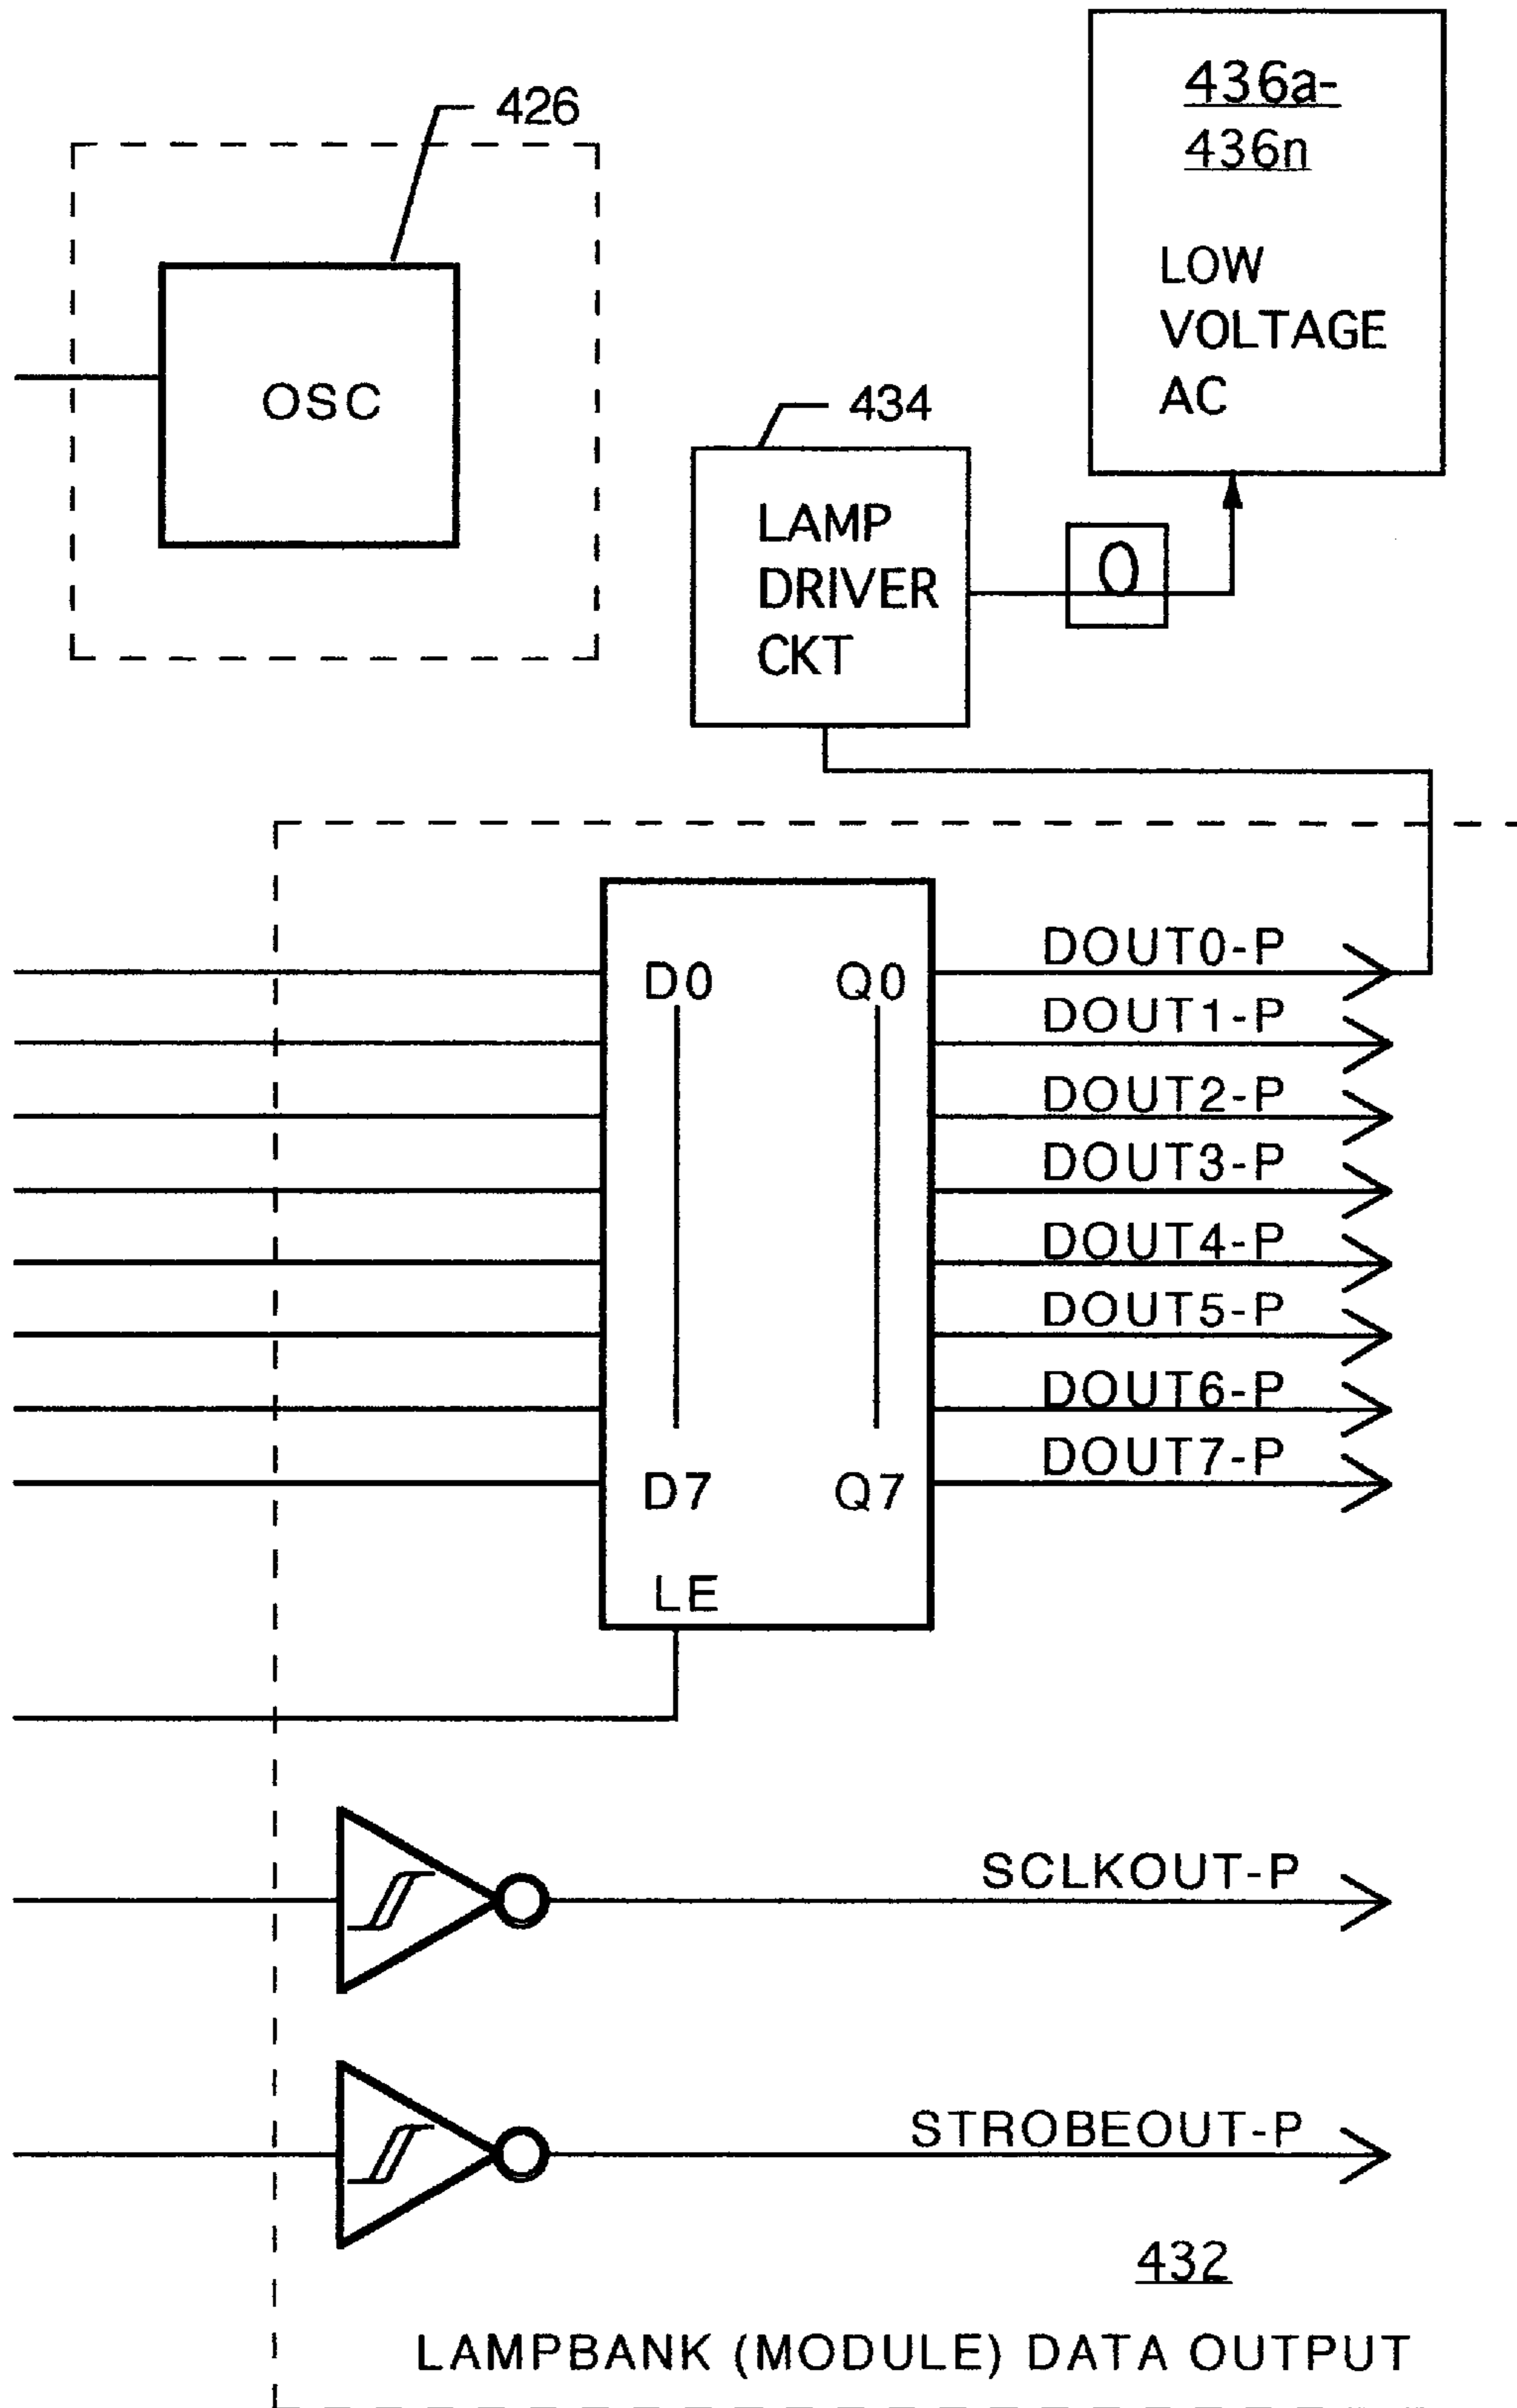 426
436a-
436n
LOW
VOLTAGE
AC
OSC
434
LAMP
DRIVER
CKT
D0 Q0 DOUT0-P
DOUT1-P
DOUT2-P
DOUT3-P
DOUT4-P
DOUT5-P
DOUT6-P
D7 Q7 DOUT7-P
LE
SCLKOUT-P
STROBEOUT-P
432
LAMPBANK (MODULE) DATA OUTPUT